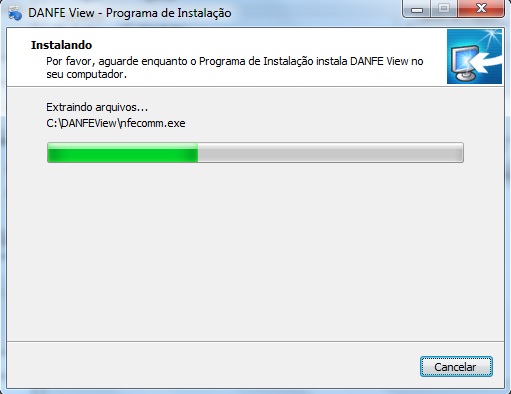 DANFE View - Programa de Instalação
Instalando
Por favor, aguarde enquanto o Programa de Instalação instala DANFE View no
seu computador.
Extraindo arquivos...
C:\DANFEView\nfecomm.exe
Cancelar